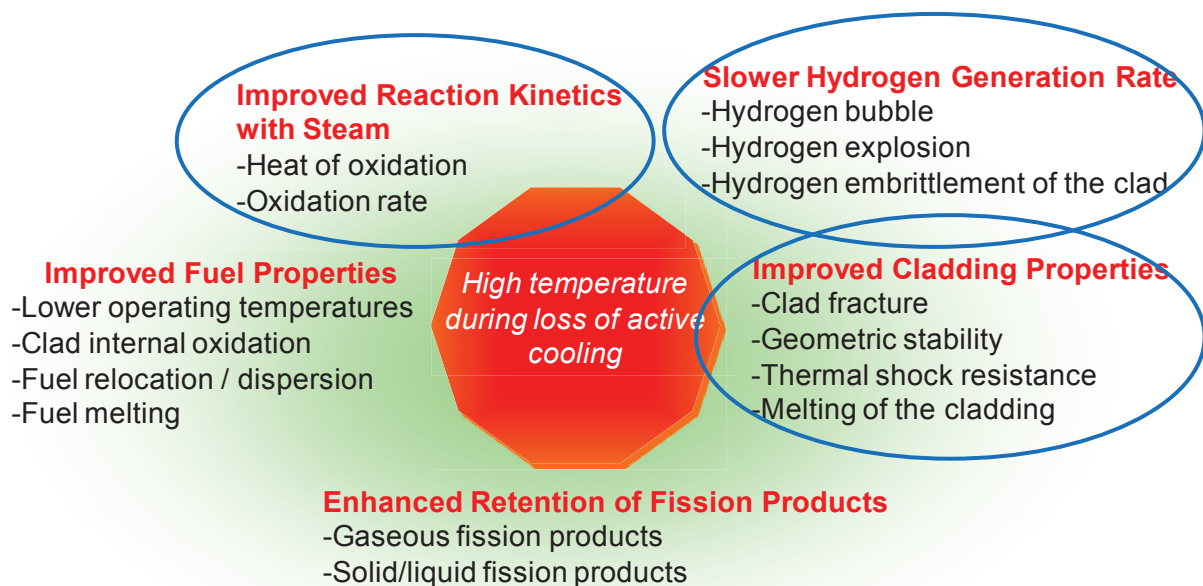 Improved Reaction Kinetics
with Steam
-Heat of oxidation
-Oxidation rate
Slower Hydrogen Generation Rate
-Hydrogen bubble
-Hydrogen explosion
-Hydrogen embrittlement of the clad
Improved Fuel Properties
-Lower operating temperatures
-Clad internal oxidation
-Fuel relocation / dispersion
-Fuel melting
High temperature
during loss of active
cooling
Improved Cladding Properties
-Clad fracture
-Geometric stability
-Thermal shock resistance
-Melting of the cladding
Enhanced Retention of Fission Products
-Gaseous fission products
-Solid/liquid fission products